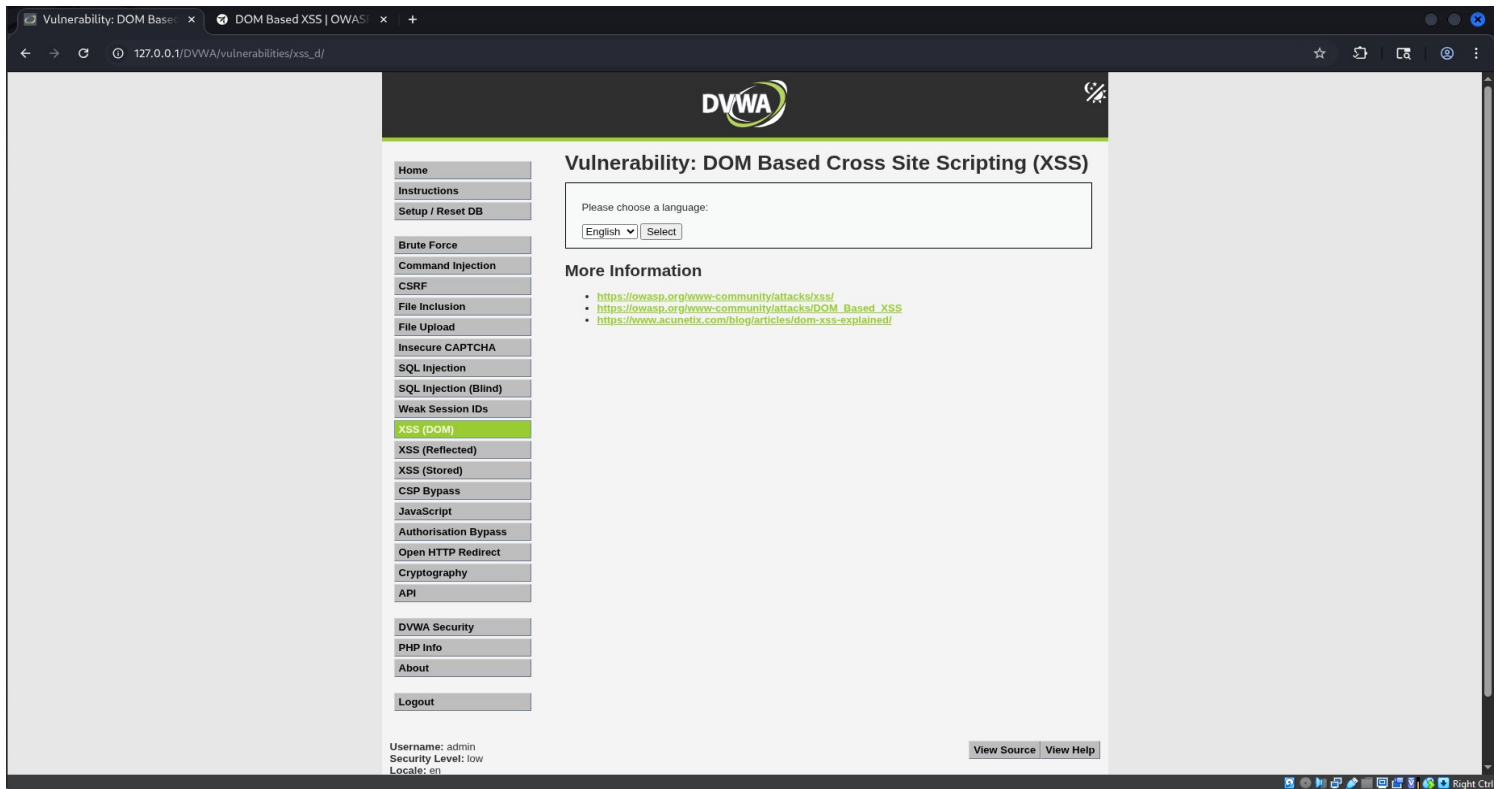 Vulnerability: DOM Base
DOM Based XSS | OWAS
127.0.0.1/DVWA/vulnerabilities/xss_d/
DVWA
Home
Instructions
Setup / Reset DB
Brute Force
Command Injection
CSRF
File Inclusion
File Upload
Insecure CAPTCHA
SQL Injection
SQL Injection (Blind)
Weak Session IDs
XSS (DOM)
XSS (Reflected)
XSS (Stored)
CSP Bypass
JavaScript
Authorisation Bypass
Open HTTP Redirect
Cryptography
API
DVWA Security
PHP Info
About
Logout
Vulnerability: DOM Based Cross Site Scripting (XSS)
Please choose a language:
English Select
More Information
https://owasp.org/www-community/attacks/xss/
https://owasp.org/www-community/attacks/DOM_Based_XSS
https://www.acunetix.com/blog/articles/dom-xss-explained/
Username: admin
Security Level: low
Locale: en
View Source View Help
Right Ctrl